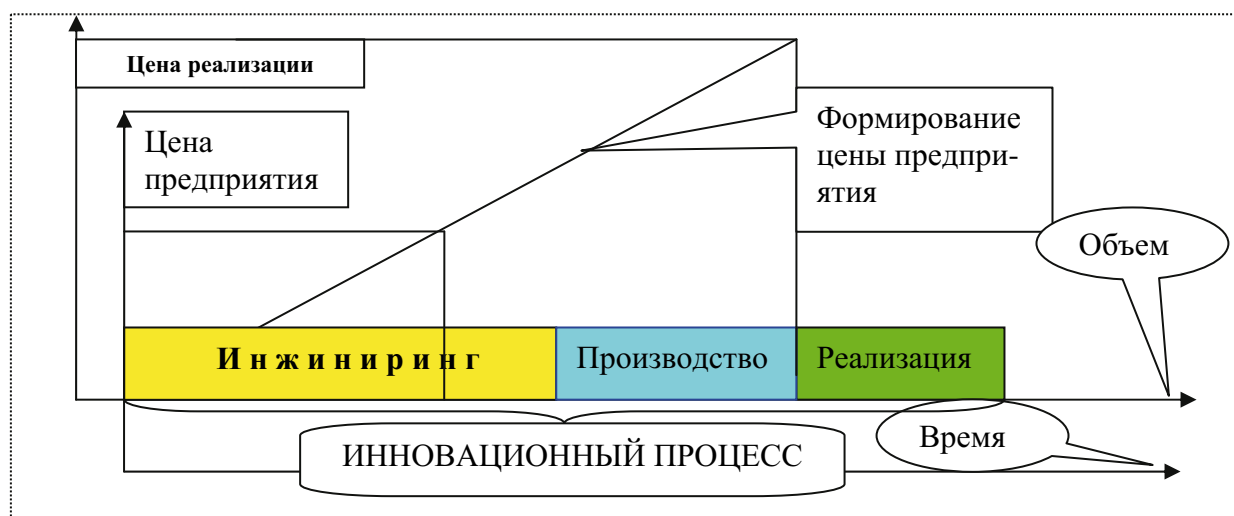 Цена реализации
Цена
предприятия
Формирование
цены предпри-
ятия
Объем
И н ж и н и р и н г
Производство
Реализация
Время
ИННОВАЦИОННЫЙ ПРОЦЕСС